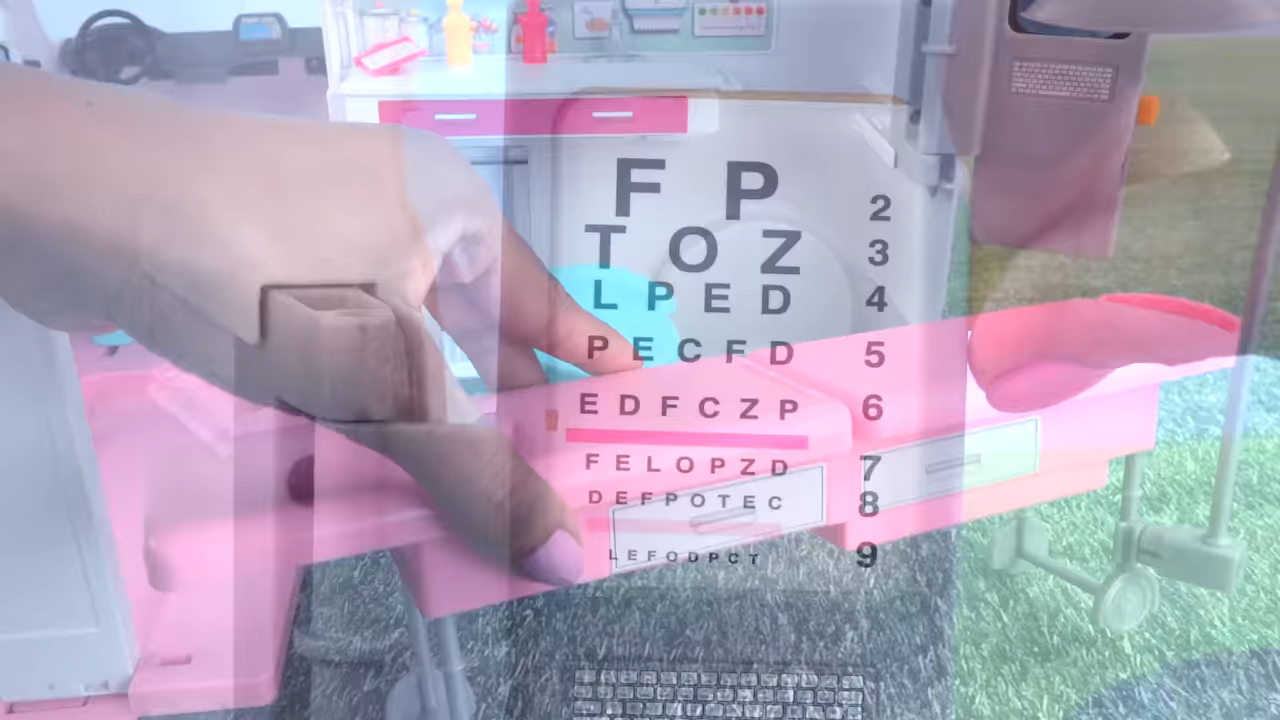 F P 2
T O Z 3
L P E D 4
P E C F D 5
E D F C Z P 6
F E L O P Z D 7
D E F P O T E C 8
L E F O D P C T 9